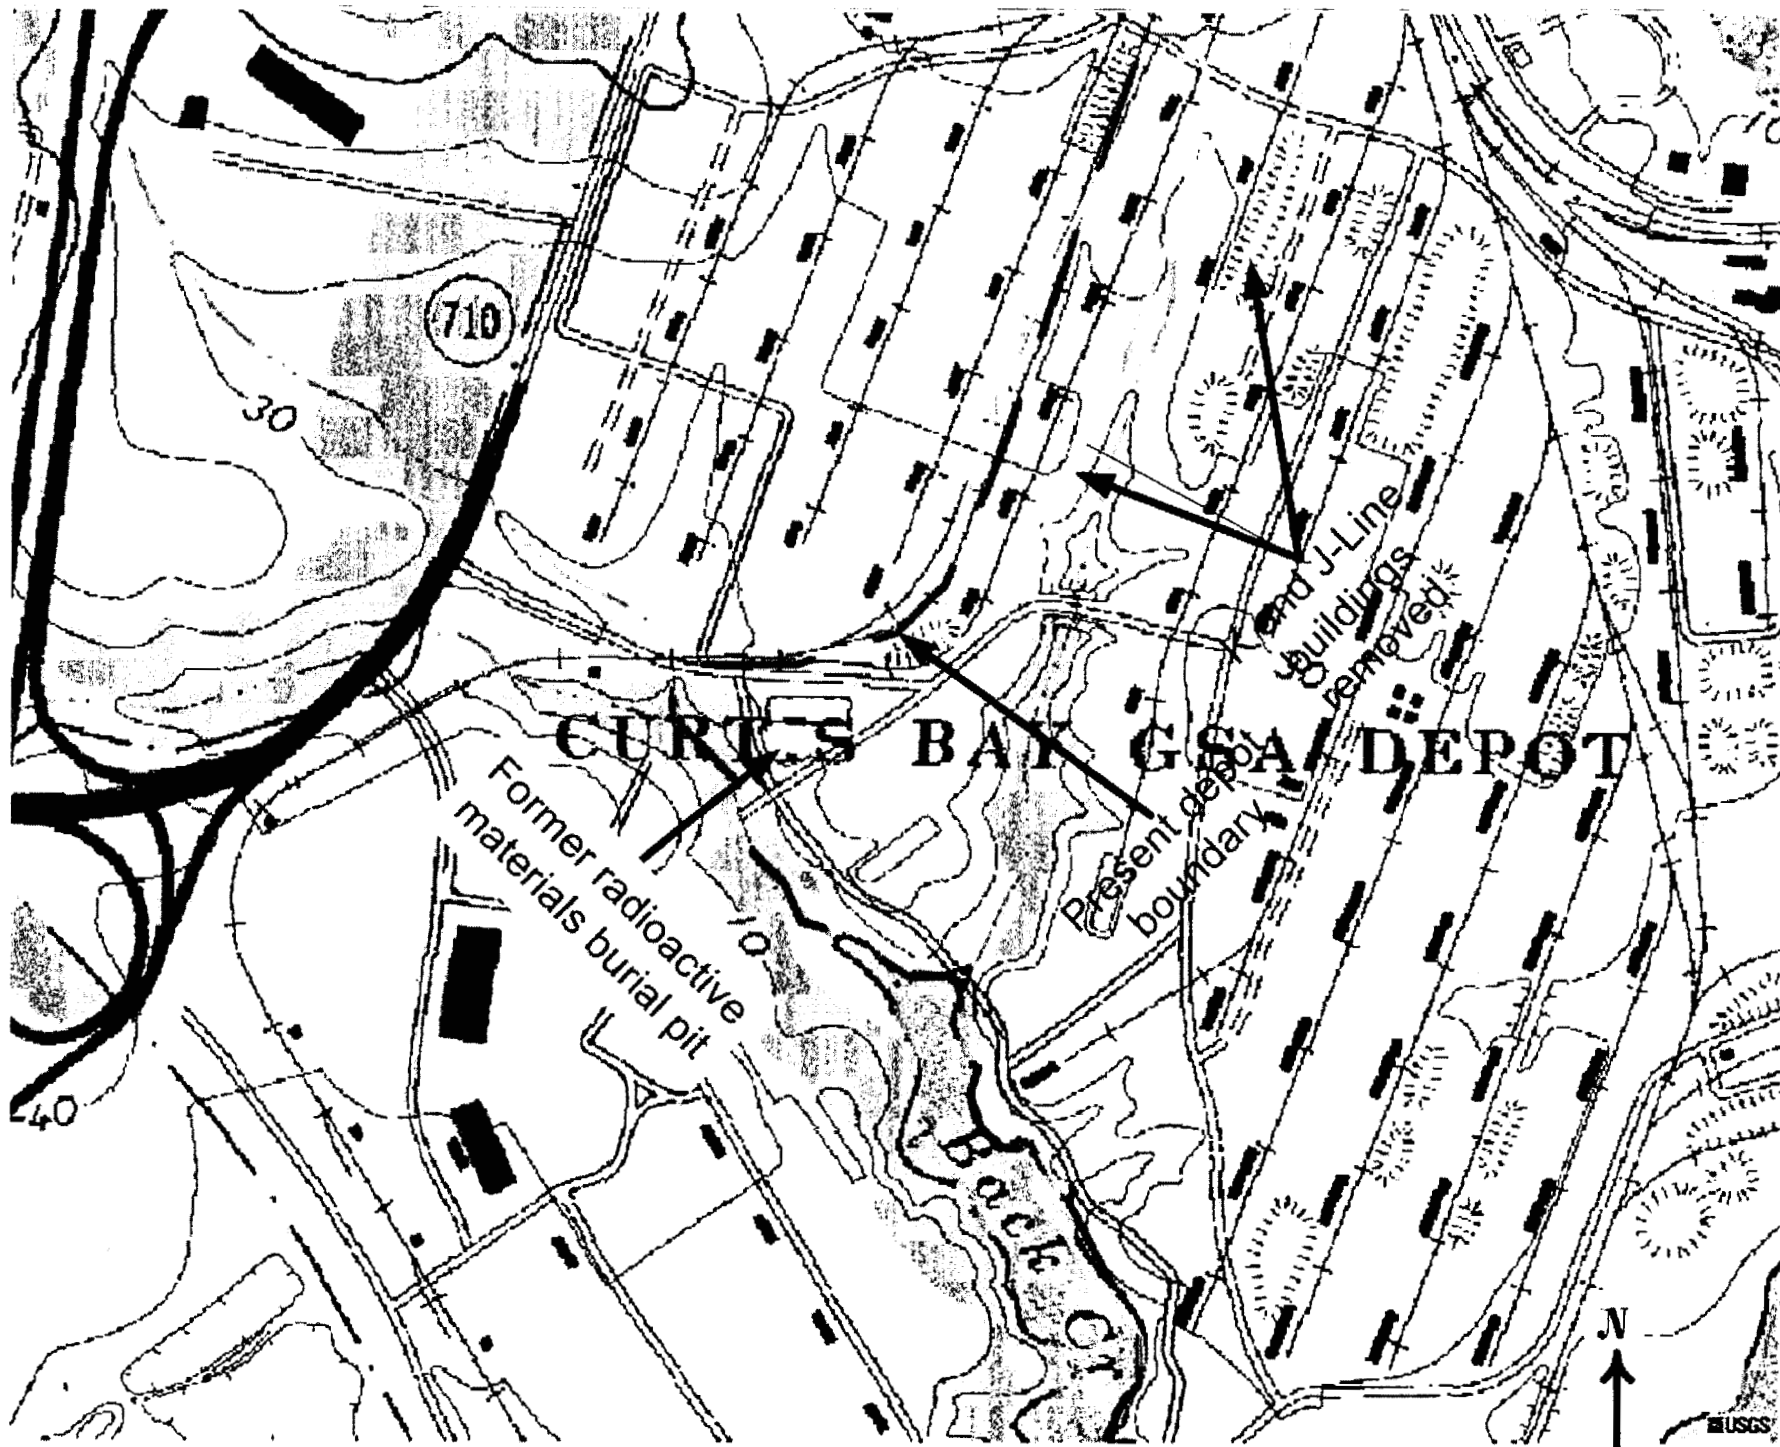 710
30
and J-Line
buildings
removed
CURTIS BAY GSA DEPOT
Former radioactive
materials burial pit
Present depot
boundary
10
40
Back Cr
N
USGS